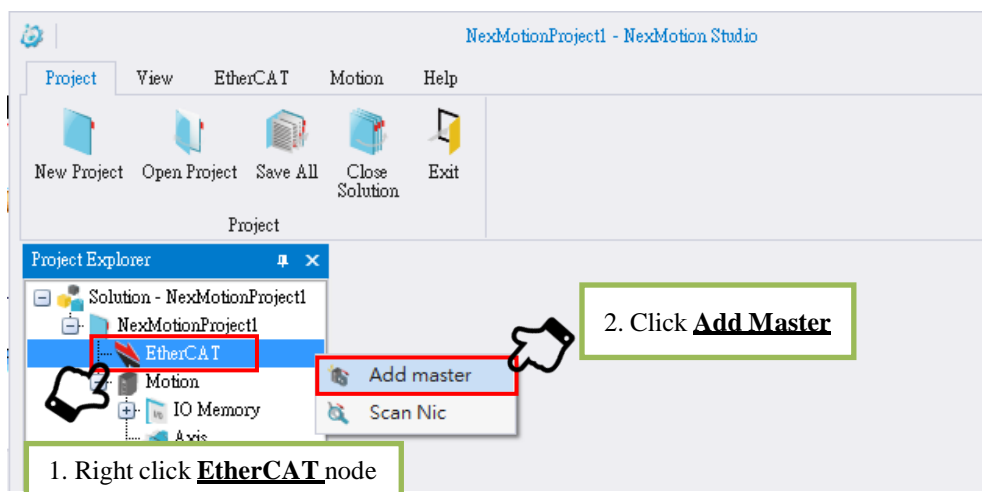 NexMotionProject1 - NexMotion Studio
Project View EtherCAT Motion Help
New Project Open Project Save All Close Solution Exit
Project
Project Explorer
Solution - NexMotionProject1
NexMotionProject1
EtherCAT
Add master
Scan Nic
Motion
IO Memory
Axis
1. Right click EtherCAT node
2. Click Add Master